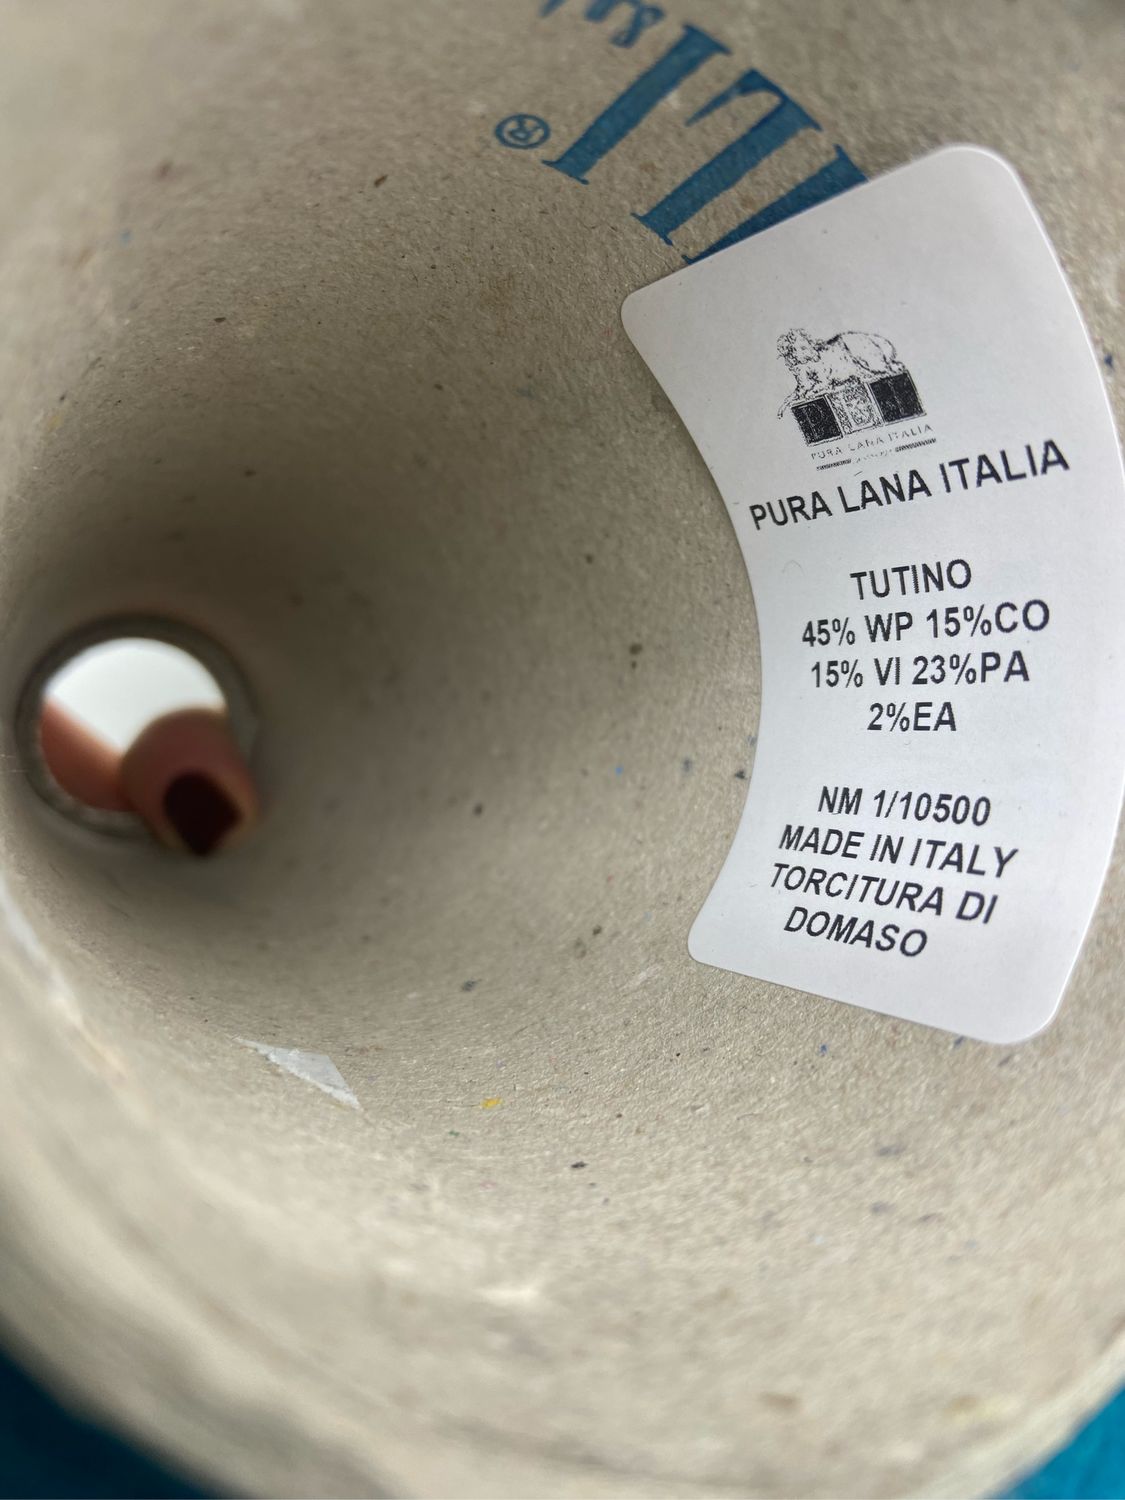 ®
PURA LANA ITALIA
PURA LANA ITALIA
TUTINO
45% WP 15%CO
15% VI 23%PA
2%EA
NM 1/10500
MADE IN ITALY
TORCITURA DI
DOMASO